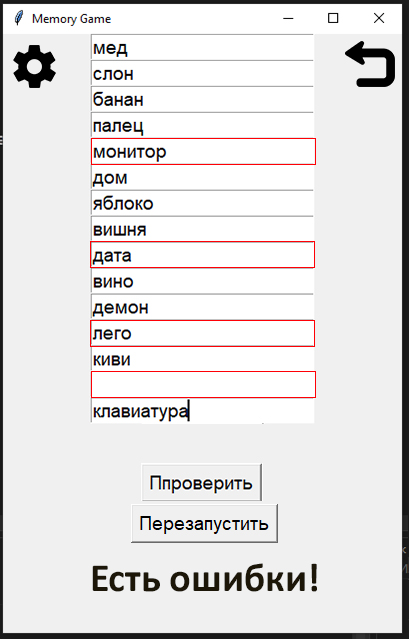 Memory Game
мед
слон
банан
палец
монитор
дом
яблоко
вишня
дата
вино
демон
лего
киви
клавиатура
Ппроверить
Перезапустить
Есть ошибки!